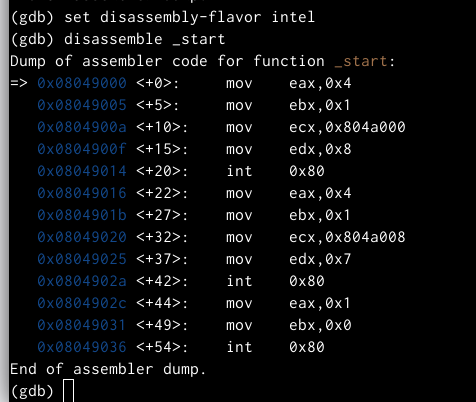 (gdb) set disassembly-flavor intel
(gdb) disassemble _start
Dump of assembler code for function _start:
=> 0x08049000 <+0>:     mov    eax,0x4
   0x08049005 <+5>:     mov    ebx,0x1
   0x0804900a <+10>:    mov    ecx,0x804a000
   0x0804900f <+15>:    mov    edx,0x8
   0x08049014 <+20>:    int    0x80
   0x08049016 <+22>:    mov    eax,0x4
   0x0804901b <+27>:    mov    ebx,0x1
   0x08049020 <+32>:    mov    ecx,0x804a008
   0x08049025 <+37>:    mov    edx,0x7
   0x0804902a <+42>:    int    0x80
   0x0804902c <+44>:    mov    eax,0x1
   0x08049031 <+49>:    mov    ebx,0x0
   0x08049036 <+54>:    int    0x80
End of assembler dump.
(gdb)